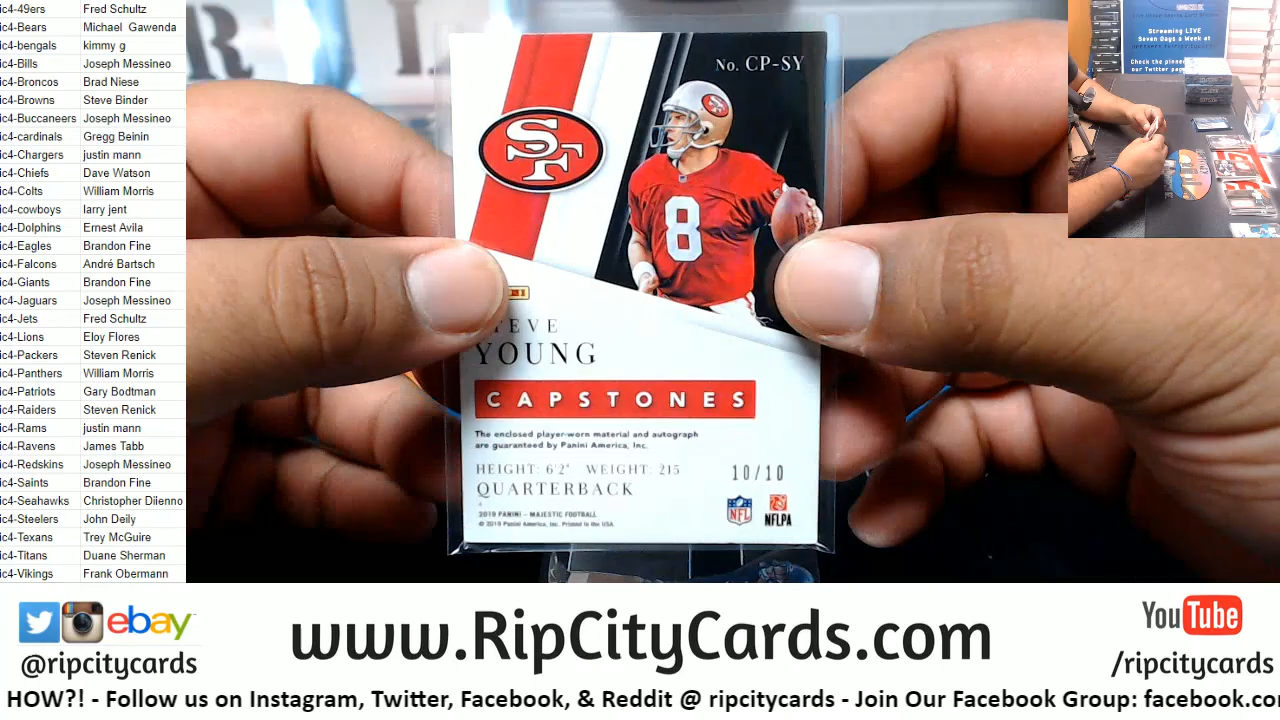 ic4-49ers Fred Schultz
ic4-Bears Michael Gawenda
ic4-bengals kimmy g
ic4-Bills Joseph Messineo
ic4-Broncos Brad Niese
ic4-Browns Steve Binder
ic4-Buccaneers Joseph Messineo
ic4-cardinals Gregg Beinin
ic4-Chargers justin mann
ic4-Chiefs Dave Watson
ic4-Colts William Morris
ic4-cowboys larry jent
ic4-Dolphins Ernest Avila
ic4-Eagles Brandon Fine
ic4-Falcons André Bartsch
ic4-Giants Brandon Fine
ic4-Jaguars Joseph Messineo
ic4-Jets Fred Schultz
ic4-Lions Eloy Flores
ic4-Packers Steven Renick
ic4-Panthers William Morris
ic4-Patriots Gary Bodtman
ic4-Raiders Steven Renick
ic4-Rams justin mann
ic4-Ravens James Tabb
ic4-Redskins Joseph Messineo
ic4-Saints Brandon Fine
ic4-Seahawks Christopher Diienno
ic4-Steelers John Deily
ic4-Texans Trey McGuire
ic4-Titans Duane Sherman
ic4-Vikings Frank Obermann
No. CP-SY
SF
8
YOUNG
CAPSTONES
The enclosed player-worn material and autograph
are guaranteed by Panini America, Inc.
HEIGHT: 6'2" WEIGHT: 215
10/10
QUARTERBACK
2019 PANINI - MAJESTIC FOOTBALL
© 2019 Panini America, Inc. Printed in the USA.
NFL
NFLPA
Streaming LIVE
Seven Days a Week at
Check the pinne
our Twitter page
ebay
@ripcitycards
www.RipCityCards.com
YouTube
/ripcitycards
HOW?! - Follow us on Instagram, Twitter, Facebook, & Reddit @ ripcitycards - Join Our Facebook Group: facebook.co